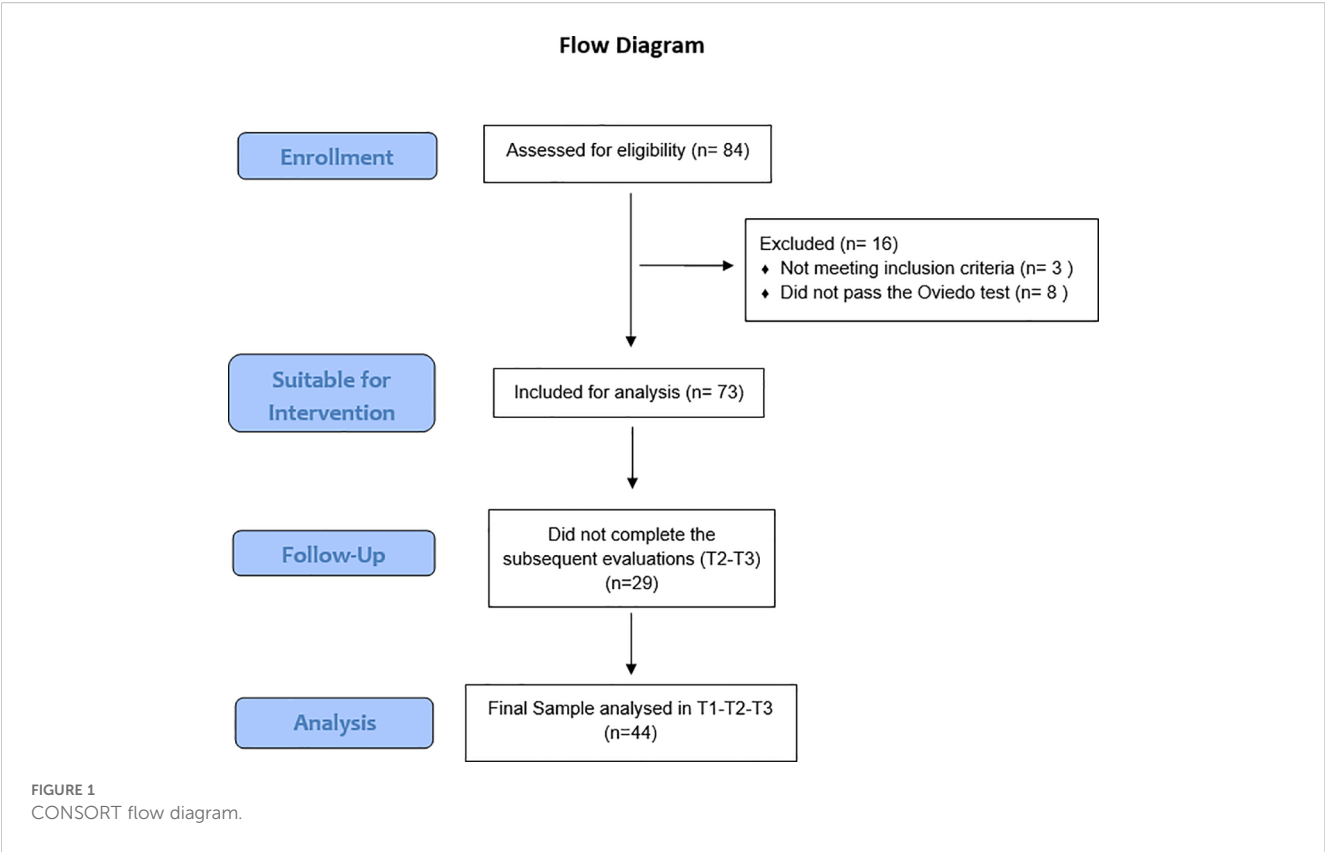 Flow Diagram
Enrollment
Assessed for eligibility (n= 84)
Excluded (n= 16)
♦ Not meeting inclusion criteria (n= 3 )
♦ Did not pass the Oviedo test (n= 8 )
Suitable for
Intervention
Included for analysis (n= 73)
Follow-Up
Did not complete the
subsequent evaluations (T2-T3)
(n=29)
Analysis
Final Sample analysed in T1-T2-T3
(n=44)
FIGURE 1
CONSORT flow diagram.